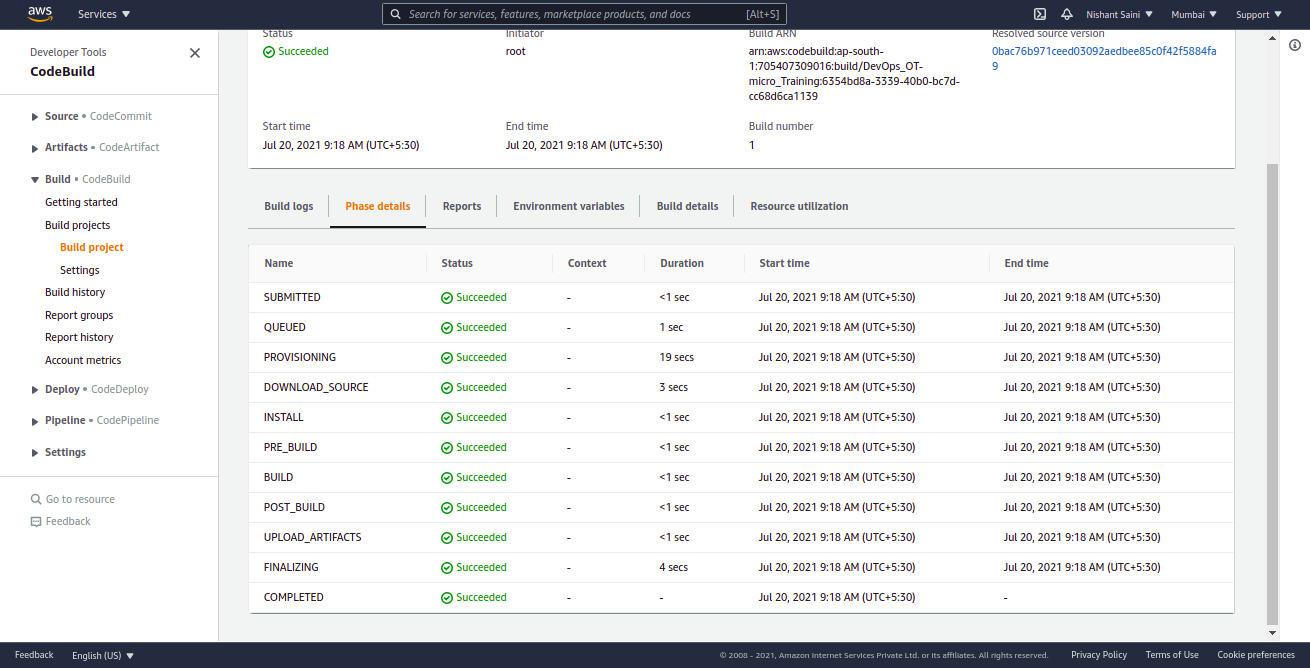 aws Services Search for services, features, marketplace products, and docs [Alt+S] Nishant Saini Mumbai Support
Developer Tools
CodeBuild
Source • CodeCommit
Artifacts • CodeArtifact
Build • CodeBuild
Getting started
Build projects
Build project
Settings
Build history
Report groups
Report history
Account metrics
Deploy • CodeDeploy
Pipeline • CodePipeline
Settings
Go to resource
Feedback
Status
Succeeded
Initiator
root
Build ARN
arn:aws:codebuild:ap-south-
1:705407309016:build/DevOps_OT-
micro_Training:6354bd8a-3339-40b0-bc7d-
cc68d6ca1139
Resolved source version
0bac76b971ceed03092aedbee85c0f42f5884fa
9
Start time
Jul 20, 2021 9:18 AM (UTC+5:30)
End time
Jul 20, 2021 9:18 AM (UTC+5:30)
Build number
1
Build logs Phase details Reports Environment variables Build details Resource utilization
Name Status Context Duration Start time End time
SUBMITTED Succeeded - <1 sec Jul 20, 2021 9:18 AM (UTC+5:30) Jul 20, 2021 9:18 AM (UTC+5:30)
QUEUED Succeeded - 1 sec Jul 20, 2021 9:18 AM (UTC+5:30) Jul 20, 2021 9:18 AM (UTC+5:30)
PROVISIONING Succeeded - 19 secs Jul 20, 2021 9:18 AM (UTC+5:30) Jul 20, 2021 9:18 AM (UTC+5:30)
DOWNLOAD_SOURCE Succeeded - 3 secs Jul 20, 2021 9:18 AM (UTC+5:30) Jul 20, 2021 9:18 AM (UTC+5:30)
INSTALL Succeeded - <1 sec Jul 20, 2021 9:18 AM (UTC+5:30) Jul 20, 2021 9:18 AM (UTC+5:30)
PRE_BUILD Succeeded - <1 sec Jul 20, 2021 9:18 AM (UTC+5:30) Jul 20, 2021 9:18 AM (UTC+5:30)
BUILD Succeeded - <1 sec Jul 20, 2021 9:18 AM (UTC+5:30) Jul 20, 2021 9:18 AM (UTC+5:30)
POST_BUILD Succeeded - <1 sec Jul 20, 2021 9:18 AM (UTC+5:30) Jul 20, 2021 9:18 AM (UTC+5:30)
UPLOAD_ARTIFACTS Succeeded - <1 sec Jul 20, 2021 9:18 AM (UTC+5:30) Jul 20, 2021 9:18 AM (UTC+5:30)
FINALIZING Succeeded - 4 secs Jul 20, 2021 9:18 AM (UTC+5:30) Jul 20, 2021 9:18 AM (UTC+5:30)
COMPLETED Succeeded - - Jul 20, 2021 9:18 AM (UTC+5:30) -
Feedback English (US) © 2008 - 2021, Amazon Internet Services Private Ltd. or its affiliates. All rights reserved. Privacy Policy Terms of Use Cookie preferences